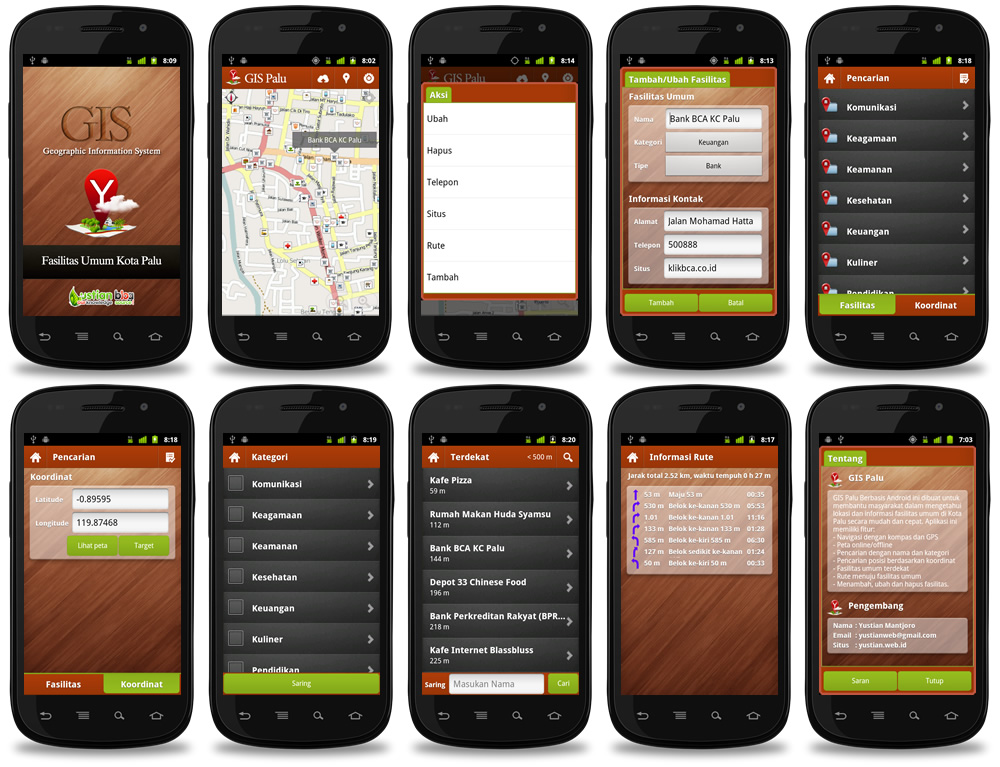 8:09
GIS
Geographic Information System
Y
Fasilitas Umum Kota Palu
ustian blog
8:02
GIS Palu
Bank BCA KC Palu
8:14
GIS Palu
Aksi
Ubah
Hapus
Telepon
Situs
Rute
Tambah
8:13
Tambah/Ubah Fasilitas
Fasilitas Umum
Nama Bank BCA KC Palu
Kategori Keuangan
Tipe Bank
Informasi Kontak
Alamat Jalan Mohamad Hatta
Telepon 500888
Situs klikbca.co.id
Tambah Batal
8:18
Pencarian
Komunikasi
Keagamaan
Keamanan
Kesehatan
Keuangan
Kuliner
Pendidikan
Fasilitas Koordinat
8:18
Pencarian
Koordinat
Latitude -0.89595
Longitude 119.87468
Lihat peta Target
Fasilitas Koordinat
8:19
Kategori
Komunikasi
Keagamaan
Keamanan
Kesehatan
Keuangan
Kuliner
Pendidikan
Saring
8:20
Terdekat < 500 m
Kafe Pizza
59 m
Rumah Makan Huda Syamsu
112 m
Bank BCA KC Palu
144 m
Depot 33 Chinese Food
196 m
Bank Perkreditan Rakyat (BPR...
218 m
Kafe Internet Blassbluss
225 m
Saring Masukan Nama Cari
8:17
Informasi Rute
Jarak total 2.52 km, waktu tempuh 0 h 27 m
53 m Maju 53 m 00:35
530 m Belok ke-kanan 530 m 05:53
1.01 Belok ke-kanan 1.01 11:16
133 m Belok ke-kanan 133 m 01:28
585 m Belok ke-kiri 585 m 06:30
127 m Belok sedikit ke-kanan 01:24
50 m Belok ke-kiri 50 m 00:33
7:03
Tentang
GIS Palu
GIS Palu Berbasis Android ini dibuat untuk
membantu masyarakat dalam mengetahui
lokasi dan informasi fasilitas umum di Kota
Palu secara mudah dan cepat. Aplikasi ini
memiliki fitur:
- Navigasi dengan kompas dan GPS
- Peta online/offline
- Pencarian dengan nama dan kategori
- Pencarian posisi berdasarkan koordinat
- Fasilitas umum terdekat
- Rute menuju fasilitas umum
- Menambah, ubah dan hapus fasilitas.
Pengembang
Nama : Yustian Mantjoro
Email : yustianweb@gmail.com
Situs : yustian.web.id
Saran Tutup